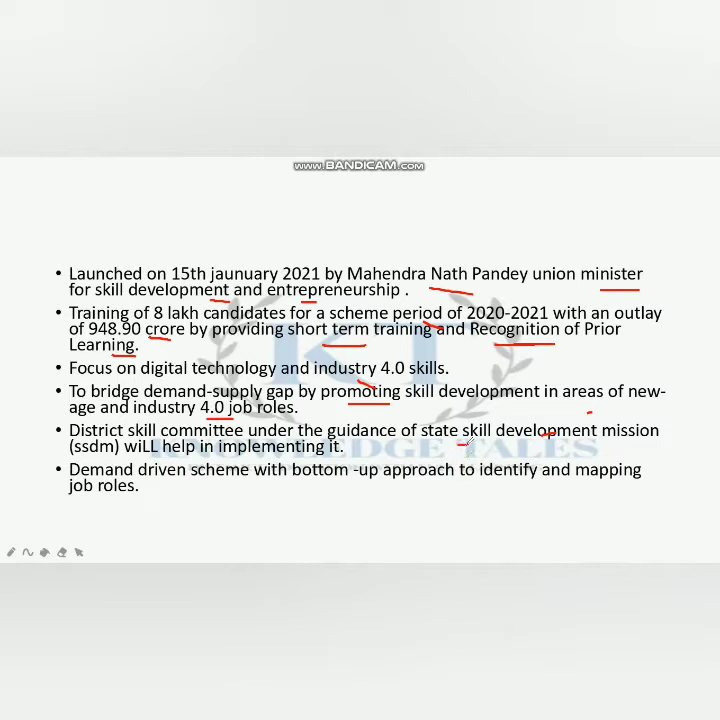 www.BANDICAM.com
• Launched on 15th jaunuary 2021 by Mahendra Nath Pandey union minister
for skill development and entrepreneurship .
• Training of 8 lakh candidates for a scheme period of 2020-2021 with an outlay
of 948.90 crore by providing short term training and Recognition of Prior
Learning.
• Focus on digital technology and industry 4.0 skills.
• To bridge demand-supply gap by promoting skill development in areas of new-
age and industry 4.0 job roles.
• District skill committee under the guidance of state skill development mission
(ssdm) wiLL help in implementing it.
• Demand driven scheme with bottom -up approach to identify and mapping
job roles.
KT
KNOWLEDGE TALES